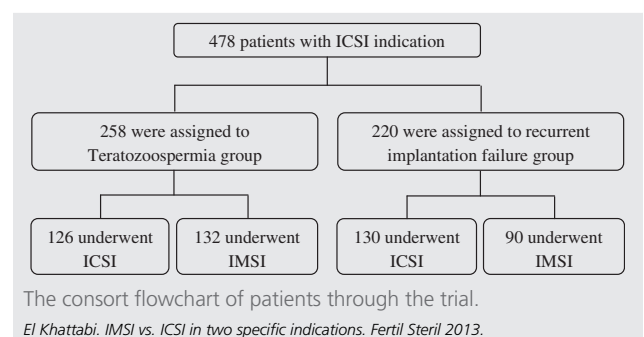 478 patients with ICSI indication
258 were assigned to
Teratozoospermia group
220 were assigned to recurrent
implantation failure group
126 underwent
ICSI
132 underwent
IMSI
130 underwent
ICSI
90 underwent
IMSI
The consort flowchart of patients through the trial.
El Khattabi. IMSI vs. ICSI in two specific indications. Fertil Steril 2013.